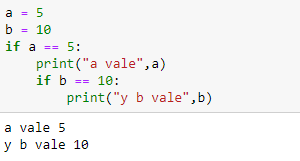 a = 5
b = 10
if a == 5:
    print("a vale",a)
    if b == 10:
        print("y b vale",b)
a vale 5
y b vale 10